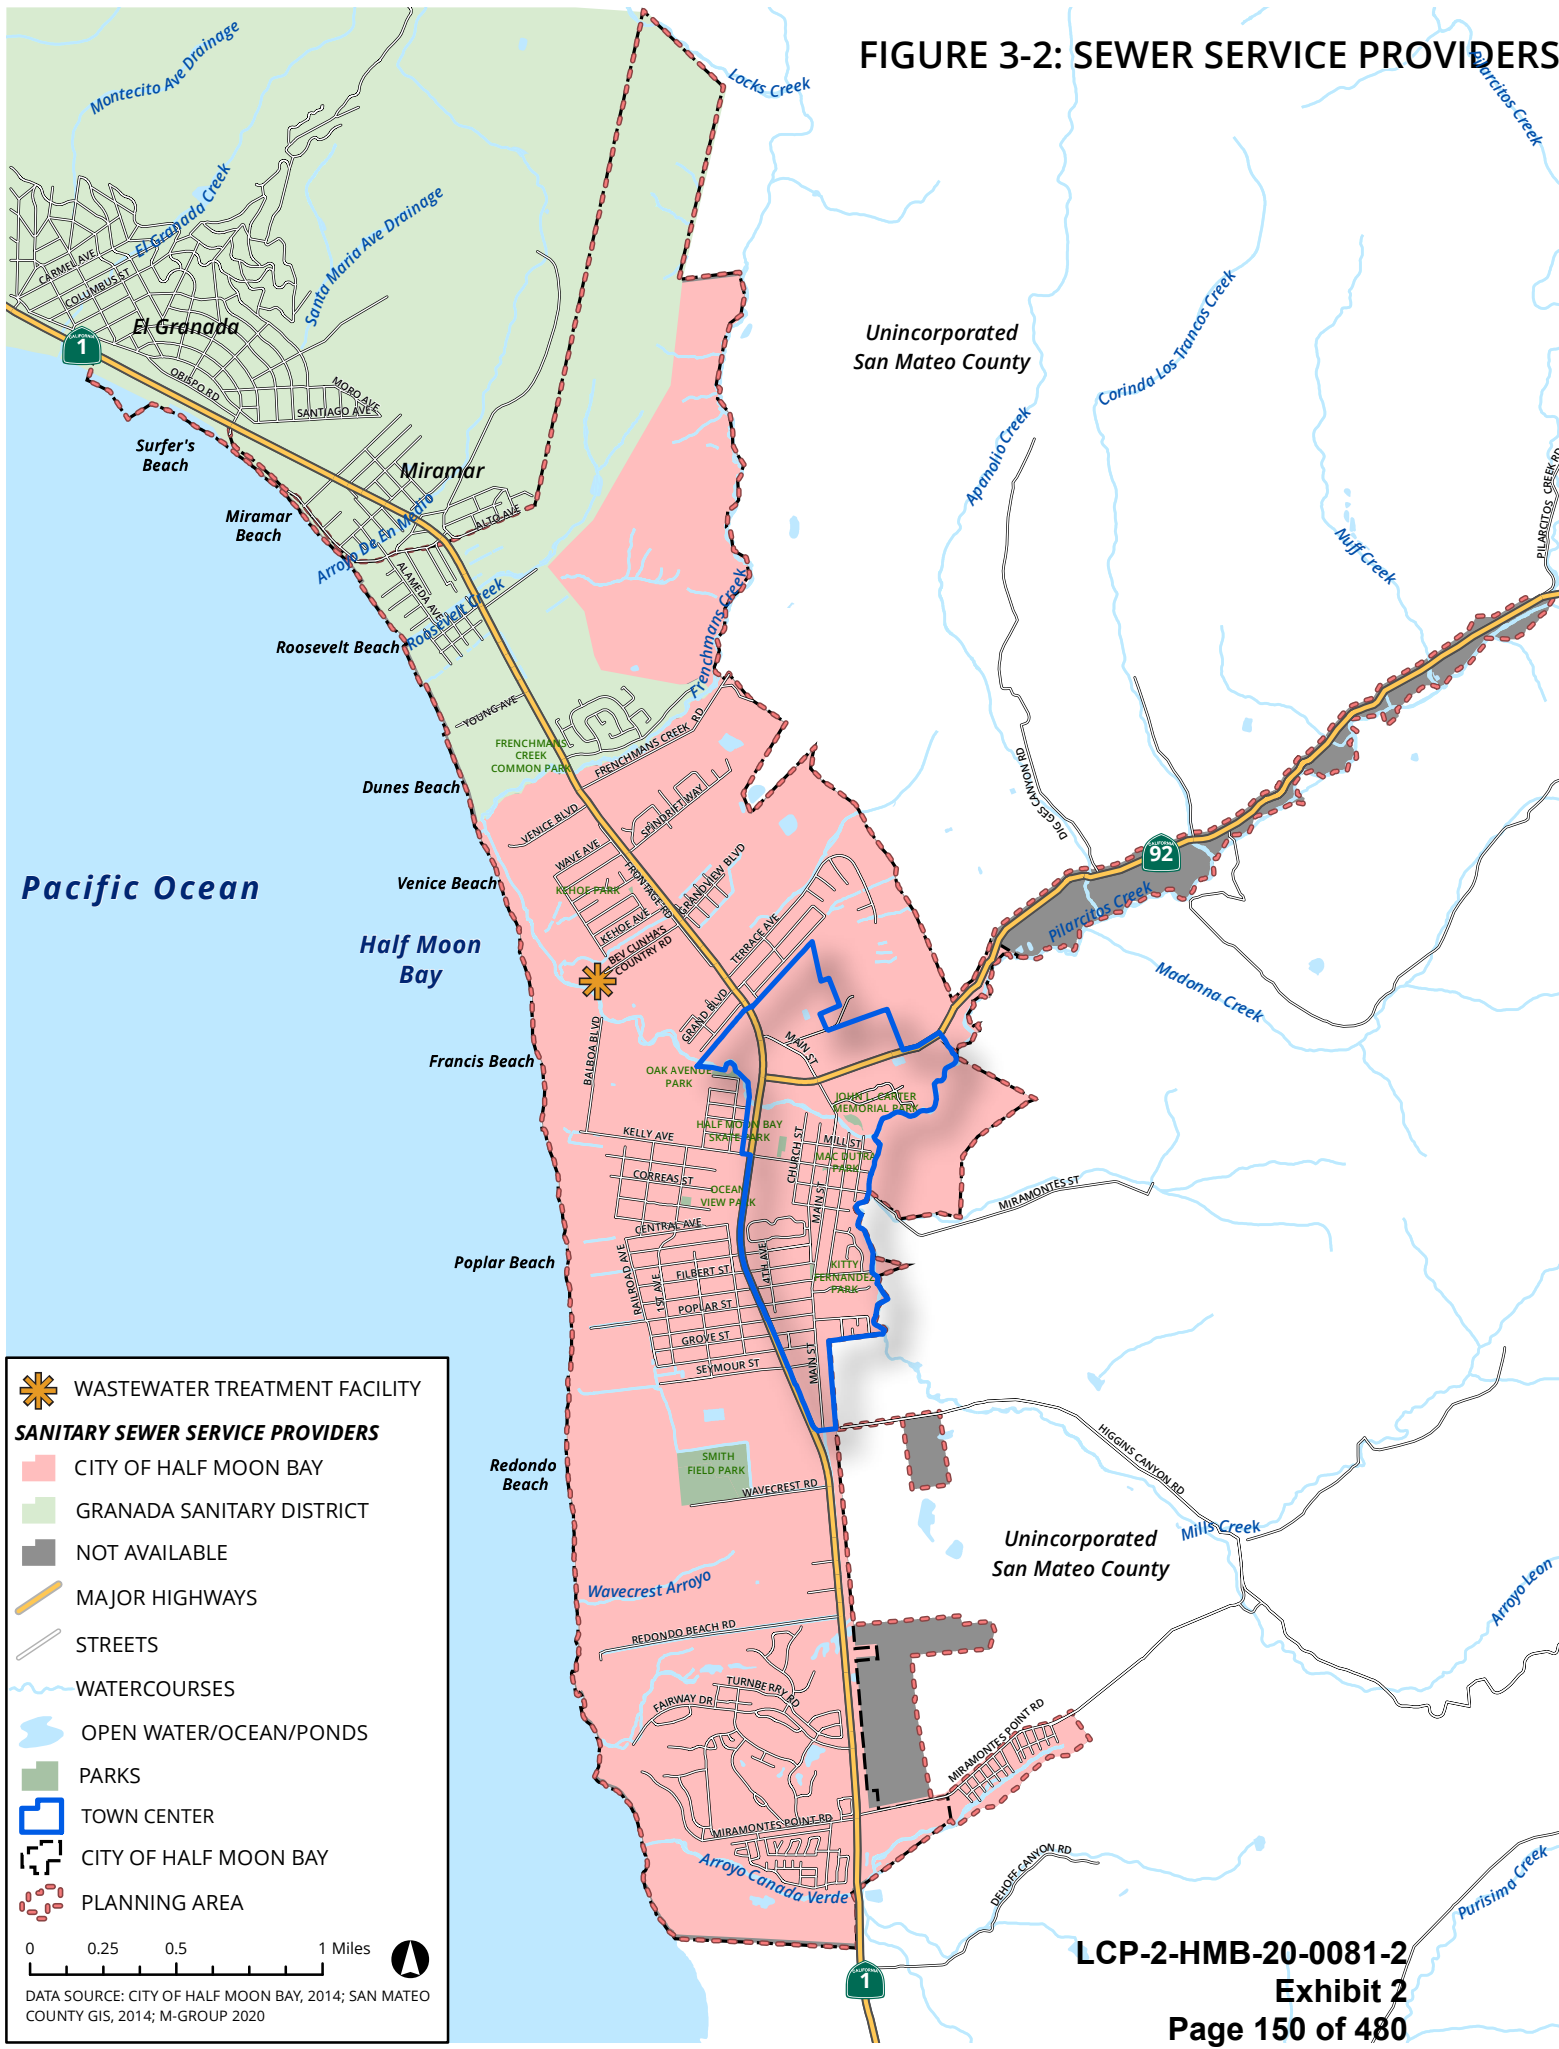 FIGURE 3-2: SEWER SERVICE PROVIDERS
Montecito Ave Drainage
Locks Creek
Pilarcitos Creek
El Granada Creek
Santa Maria Ave Drainage
CARMEL AVE
COLUMBUS ST
El Granada
CALIFORNIA
1
OBISPO RD
MORO AVE
SANTIAGO AVE
Unincorporated
San Mateo County
Corinda Los Trancos Creek
Apanolio Creek
Surfer's
Beach
Miramar
Miramar
Beach
ALTO AVE
Arroyo De En Medio
ALAMEDA AVE
Roosevelt Creek
Roosevelt Beach
Nuff Creek
PILARCITOS CREEK RD
Frenchmans Creek
YOUNG AVE
FRENCHMANS
CREEK
COMMON PARK
FRENCHMANS CREEK RD
Dunes Beach
VENICE BLVD
SPINDRIFT WAY
DIGGES CANYON RD
WAVE AVE
FRONTAGE RD
GRANDVIEW BLVD
CALIFORNIA
92
Pacific Ocean
Venice Beach
KEHOE PARK
KEHOE AVE
BEV CUNHA'S
COUNTRY RD
TERRACE AVE
Pilarcitos Creek
Half Moon
Bay
Madonna Creek
GRAND BLVD
BALBOA BLVD
MAIN ST
Francis Beach
OAK AVENUE
PARK
JOHN L. CARTER
MEMORIAL PARK
KELLY AVE
HALF MOON BAY
SKATE PARK
CHURCH ST
MILL ST
MAC DUTRA
PARK
CORREAS ST
OCEAN
VIEW PARK
MAIN ST
MIRAMONTES ST
CENTRAL AVE
Poplar Beach
RAILROAD AVE
1ST AVE
FILBERT ST
4TH AVE
KITTY
FERNANDEZ
PARK
POPLAR ST
GROVE ST
SEYMOUR ST
MAIN ST
HIGGINS CANYON RD
Redondo
Beach
SMITH
FIELD PARK
WAVECREST RD
Unincorporated
San Mateo County
Mills Creek
Arroyo Leon
Wavecrest Arroyo
REDONDO BEACH RD
FAIRWAY DR
TURNBERRY RD
MIRAMONTES POINT RD
MIRAMONTES POINT RD
Arroyo Canada Verde
DEHOFF CANYON RD
Purisima Creek
CALIFORNIA
1
WASTEWATER TREATMENT FACILITY
SANITARY SEWER SERVICE PROVIDERS
CITY OF HALF MOON BAY
GRANADA SANITARY DISTRICT
NOT AVAILABLE
MAJOR HIGHWAYS
STREETS
WATERCOURSES
OPEN WATER/OCEAN/PONDS
PARKS
TOWN CENTER
CITY OF HALF MOON BAY
PLANNING AREA
0 0.25 0.5 1 Miles
DATA SOURCE: CITY OF HALF MOON BAY, 2014; SAN MATEO
COUNTY GIS, 2014; M-GROUP 2020
LCP-2-HMB-20-0081-2
Exhibit 2
Page 150 of 480